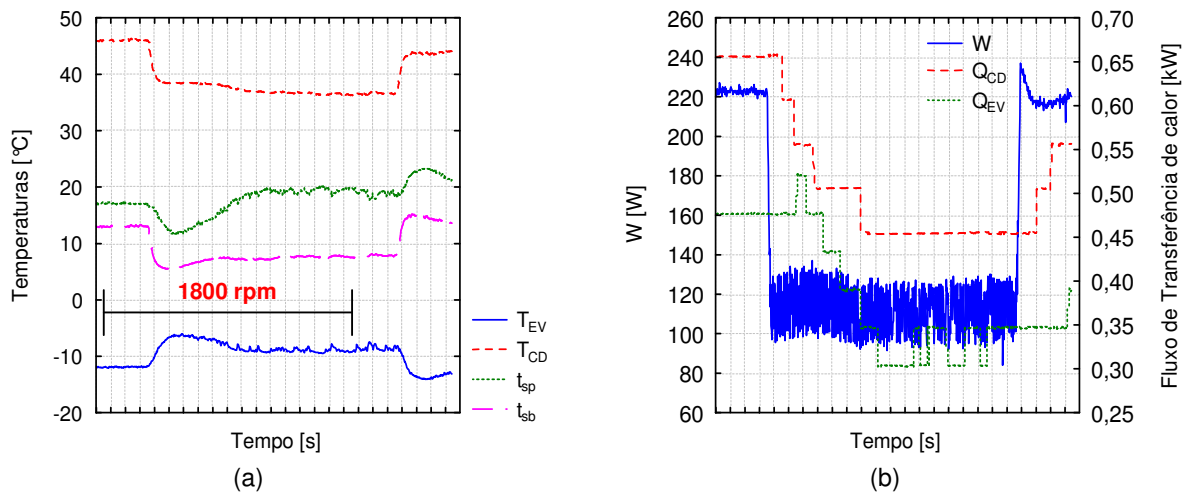 50
40
30
20
10
0
-10
-20
Temperaturas [°C]
1800 rpm
T_EV
T_CD
t_sp
t_sb
Tempo [s]
(a)
260
240
220
200
180
160
140
120
100
80
60
W [W]
W
Q_CD
Q_EV
0,70
0,65
0,60
0,55
0,50
0,45
0,40
0,35
0,30
0,25
Fluxo de Transferência de calor [kW]
Tempo [s]
(b)